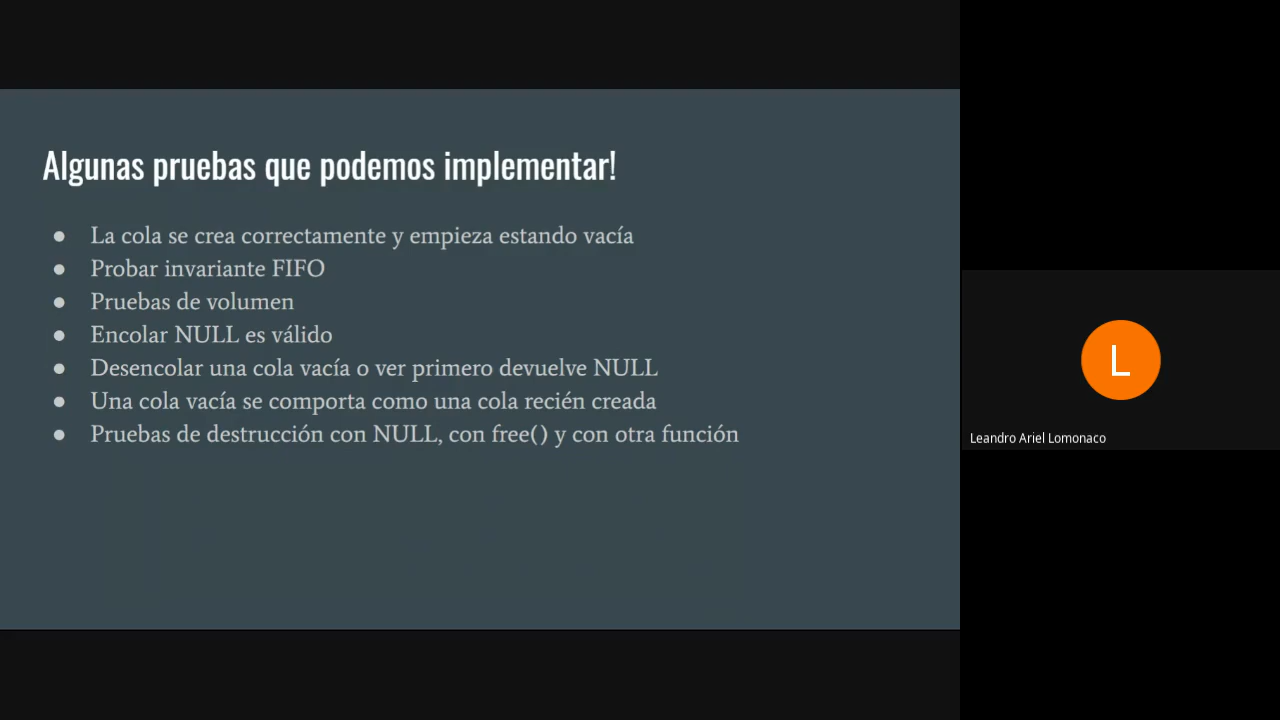 Algunas pruebas que podemos implementar!
● La cola se crea correctamente y empieza estando vacía
● Probar invariante FIFO
● Pruebas de volumen
● Encolar NULL es válido
● Desencolar una cola vacía o ver primero devuelve NULL
● Una cola vacía se comporta como una cola recién creada
● Pruebas de destrucción con NULL, con free() y con otra función
L
Leandro Ariel Lomonaco